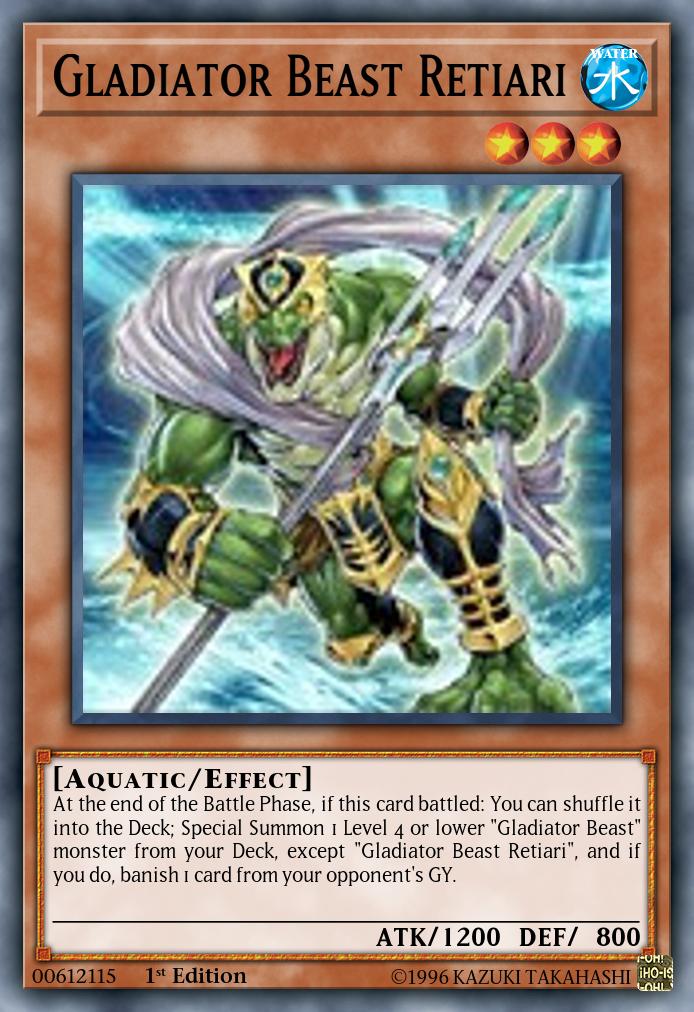 Gladiator Beast Retiari
WATER
水
[Aquatic/Effect]
At the end of the Battle Phase, if this card battled: You can shuffle it
into the Deck; Special Summon 1 Level 4 or lower "Gladiator Beast"
monster from your Deck, except "Gladiator Beast Retiari", and if
you do, banish 1 card from your opponent's GY.
ATK/1200 DEF/ 800
00612115 1st Edition ©1996 KAZUKI TAKAHASHI